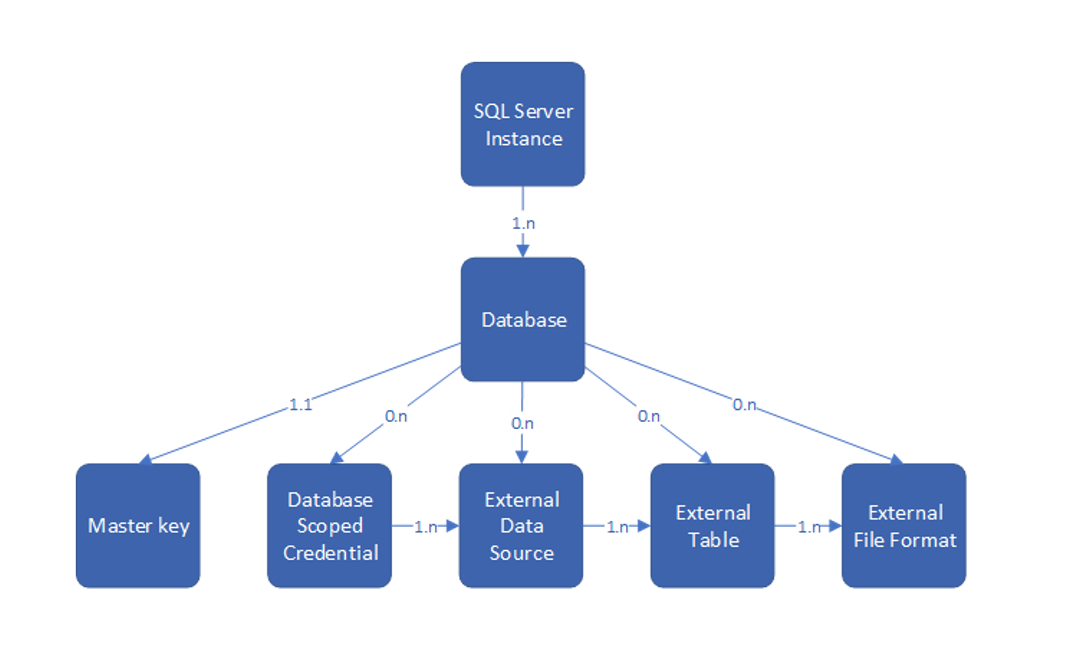 SQL Server
Instance
1.n
Database
1.1
0.n
0.n
0.n
0.n
Master key
Database
Scoped
Credential
1.n
External
Data
Source
1.n
External
Table
1.n
External
File Format